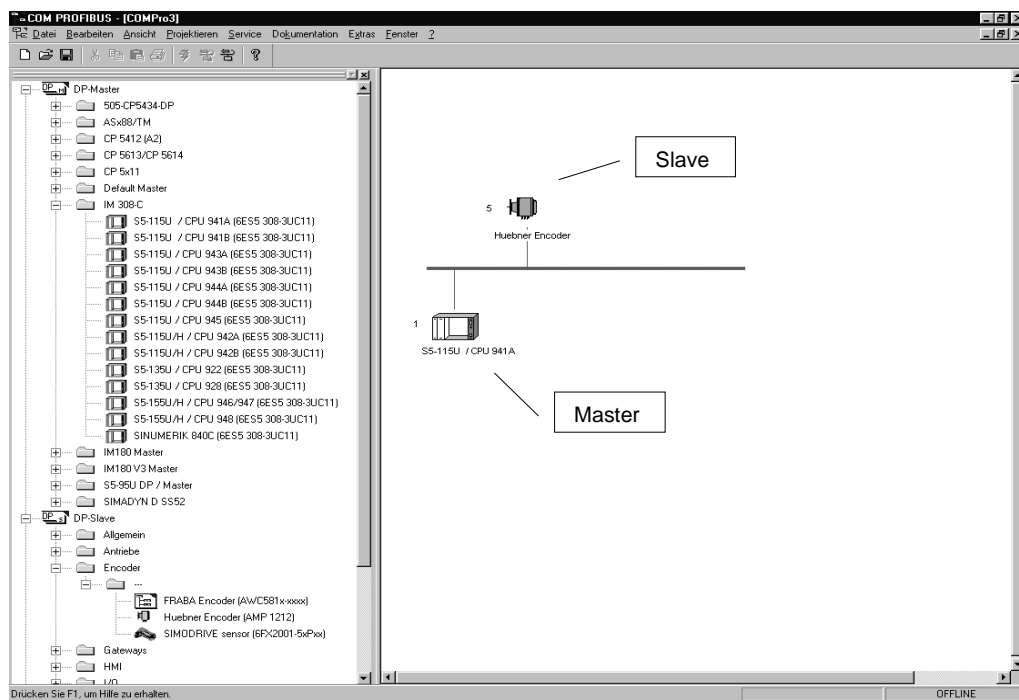 COM PROFIBUS - [COMPro3]
Datei Bearbeiten Ansicht Projektieren Service Dokumentation Extras Fenster ?
DP-Master
505-CP5434-DP
ASx88/TM
CP 5412 (A2)
CP 5613/CP 5614
CP 5x11
Default Master
IM 308-C
S5-115U / CPU 941A (6ES5 308-3UC11)
S5-115U / CPU 941B (6ES5 308-3UC11)
S5-115U / CPU 943A (6ES5 308-3UC11)
S5-115U / CPU 943B (6ES5 308-3UC11)
S5-115U / CPU 944A (6ES5 308-3UC11)
S5-115U / CPU 944B (6ES5 308-3UC11)
S5-115U / CPU 945 (6ES5 308-3UC11)
S5-115U/H / CPU 942A (6ES5 308-3UC11)
S5-115U/H / CPU 942B (6ES5 308-3UC11)
S5-135U / CPU 922 (6ES5 308-3UC11)
S5-135U / CPU 928 (6ES5 308-3UC11)
S5-155U/H / CPU 946/947 (6ES5 308-3UC11)
S5-155U/H / CPU 948 (6ES5 308-3UC11)
SINUMERIK 840C (6ES5 308-3UC11)
IM180 Master
IM180 V3 Master
S5-95U DP / Master
SIMADYN D SS52
DP-Slave
Allgemein
Antriebe
Encoder
...
FRABA Encoder (AWC581x-xxxx)
Huebner Encoder (AMP 1212)
SIMODRIVE sensor (6FX2001-5xPxx)
Gateways
HMI
I/O
Slave
5
Huebner Encoder
1
S5-115U / CPU 941A
Master
Drücken Sie F1, um Hilfe zu erhalten.
OFFLINE